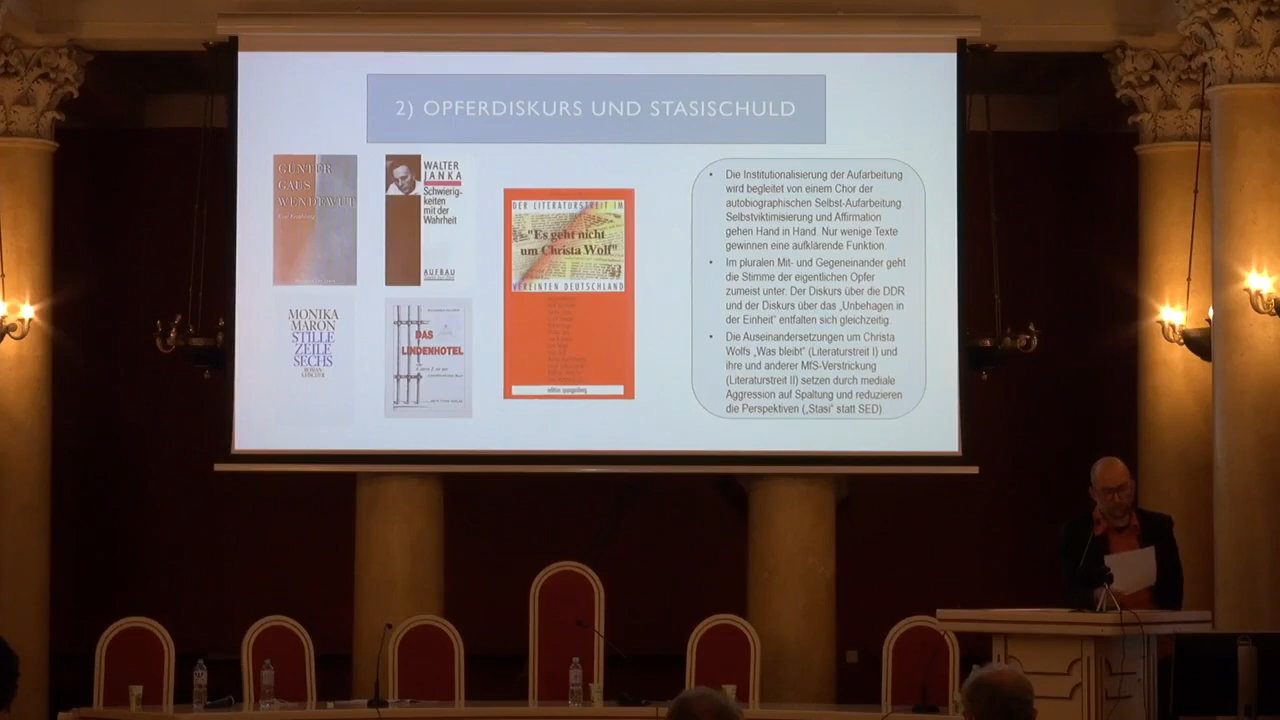 2) OPFERDISKURS UND STASISCHULD
GÜNTER
GAUS
WENDEWUT
WALTER
JANKA
Schwierig-
keiten
mit der
Wahrheit
AUFBAU
MONIKA
MARON
STILLE
ZEILE
SECHS
ROMAN
S.FISCHER
DAS
LINDENHOTEL
DER LITERATURSTREIT IM
"Es geht nicht
um Christa Wolf"
VEREINTEN DEUTSCHLAND
edition spangenberg
• Die Institutionalisierung der Aufarbeitung
wird begleitet von einem Chor der
autobiographischen Selbst-Aufarbeitung.
Selbstviktimisierung und Affirmation
gehen Hand in Hand. Nur wenige Texte
gewinnen eine aufklärende Funktion.
• Im pluralen Mit- und Gegeneinander geht
die Stimme der eigentlichen Opfer
zumeist unter. Der Diskurs über die DDR
und der Diskurs über das „Unbehagen in
der Einheit" entfalten sich gleichzeitig.
• Die Auseinandersetzungen um Christa
Wolfs „Was bleibt" (Literaturstreit I) und
ihre und anderer MfS-Verstrickung
(Literaturstreit II) setzen durch mediale
Aggression auf Spaltung und reduzieren
die Perspektiven („Stasi" statt SED)